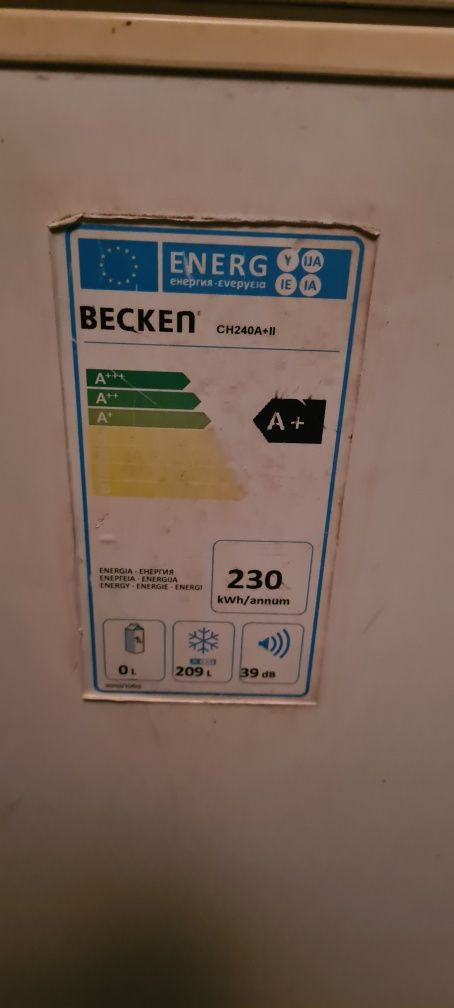 ENERG Y IJA
енергия · ενεργεια IE IA
BECKEN CH240A+II
A+++
A++
A+
A+
ENERGIA · ЕНЕРГИЯ
ΕΝΕΡΓΕΙΑ · ENERGIJA
ENERGY · ENERGIE · ENERGI
230
kWh/annum
0 L
209 L
39 dB